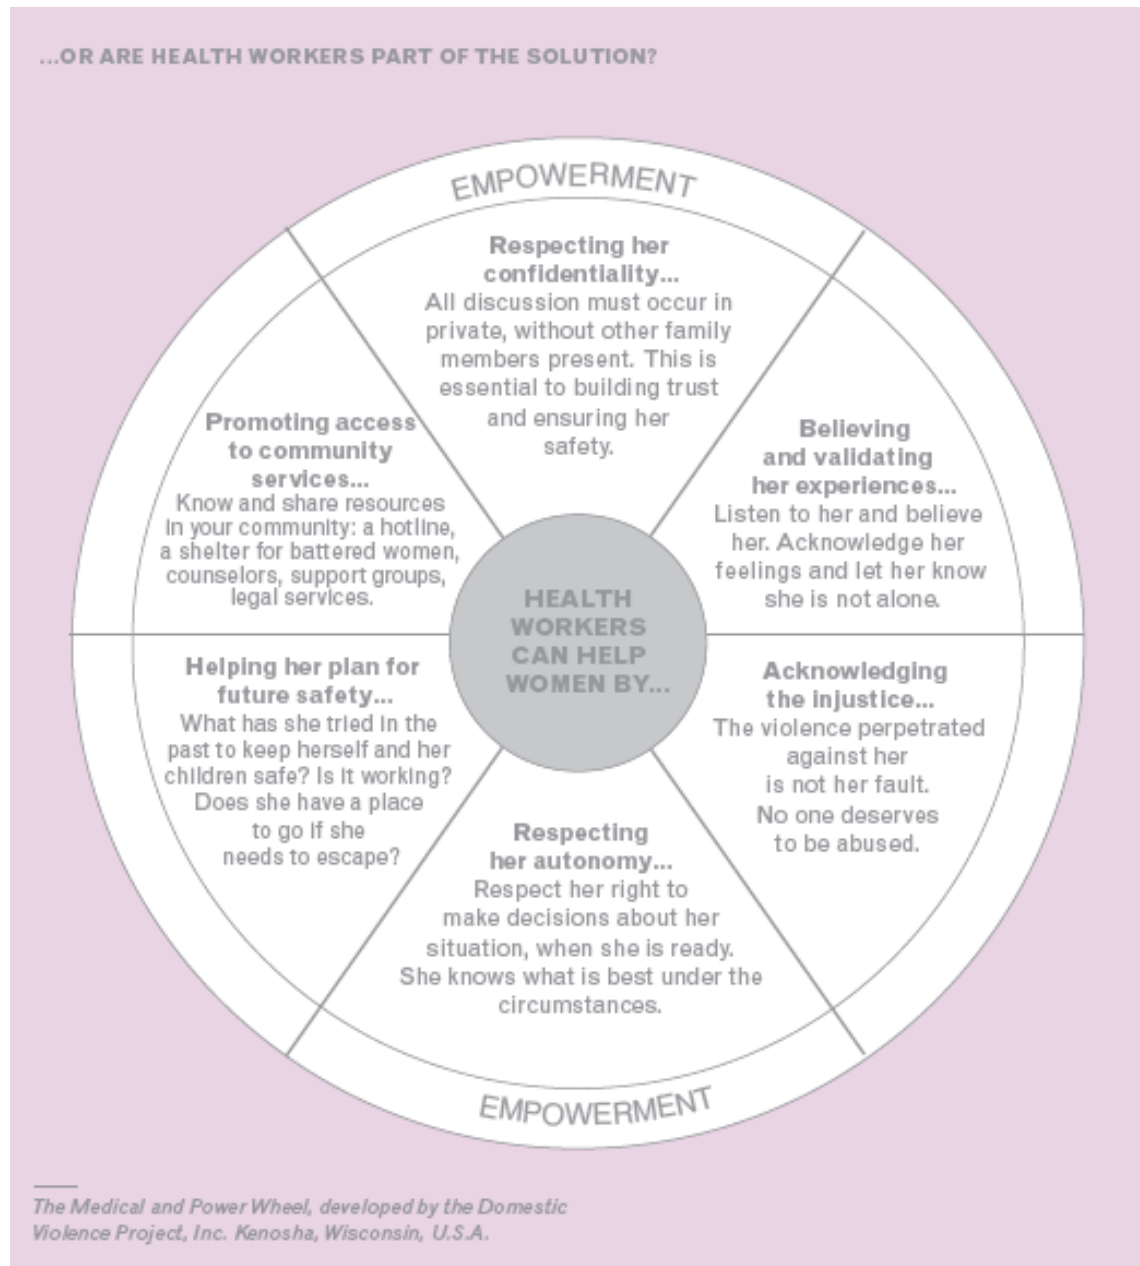 ...OR ARE HEALTH WORKERS PART OF THE SOLUTION?
EMPOWERMENT
Respecting her
confidentiality...
All discussion must occur in
private, without other family
members present. This is
essential to building trust
and ensuring her
safety.
Believing
and validating
her experiences...
Listen to her and believe
her. Acknowledge her
feelings and let her know
she is not alone.
Acknowledging
the injustice...
The violence perpetrated
against her
is not her fault.
No one deserves
to be abused.
Respecting
her autonomy...
Respect her right to
make decisions about her
situation, when she is ready.
She knows what is best under the
circumstances.
Helping her plan for
future safety...
What has she tried in the
past to keep herself and her
children safe? Is it working?
Does she have a place
to go if she
needs to escape?
Promoting access
to community
services...
Know and share resources
in your community: a hotline,
a shelter for battered women,
counselors, support groups,
legal services.
HEALTH
WORKERS
CAN HELP
WOMEN BY...
EMPOWERMENT
The Medical and Power Wheel, developed by the Domestic
Violence Project, Inc. Kenosha, Wisconsin, U.S.A.